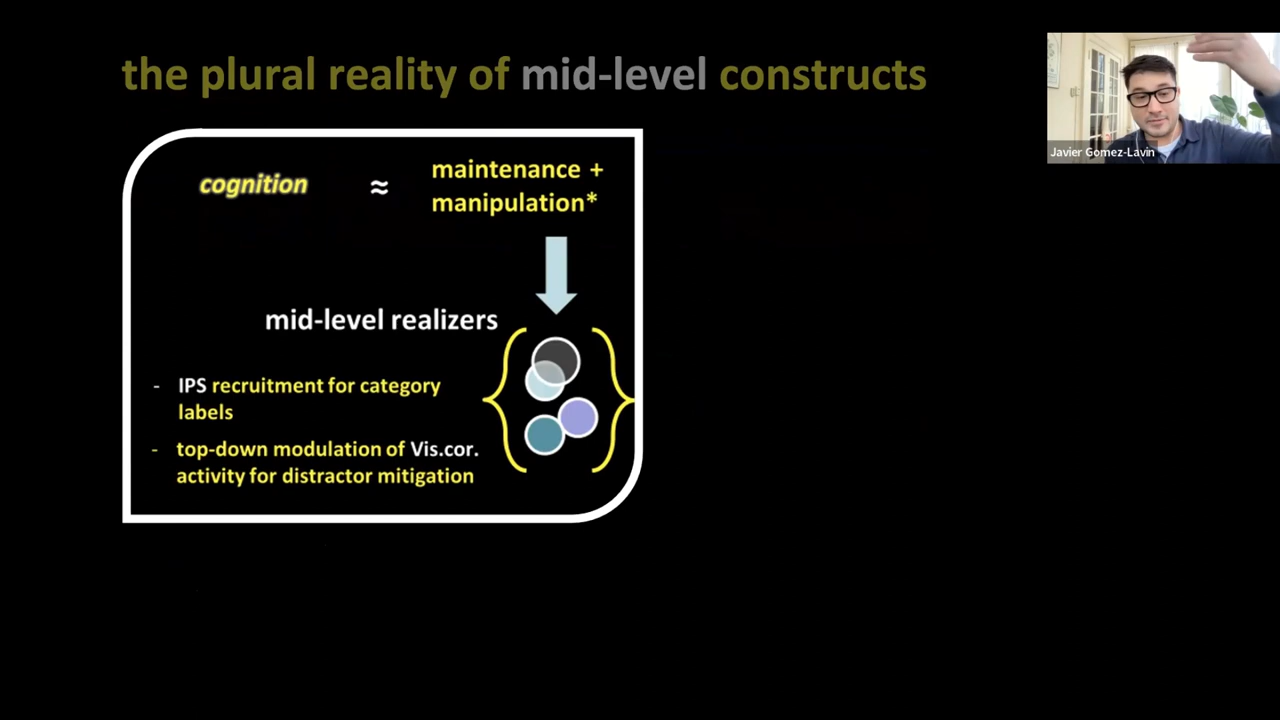 the plural reality of mid-level constructs
Javier Gomez-Lavin
cognition ≈ maintenance +
manipulation*
mid-level realizers
- IPS recruitment for category
labels
- top-down modulation of Vis.cor.
activity for distractor mitigation